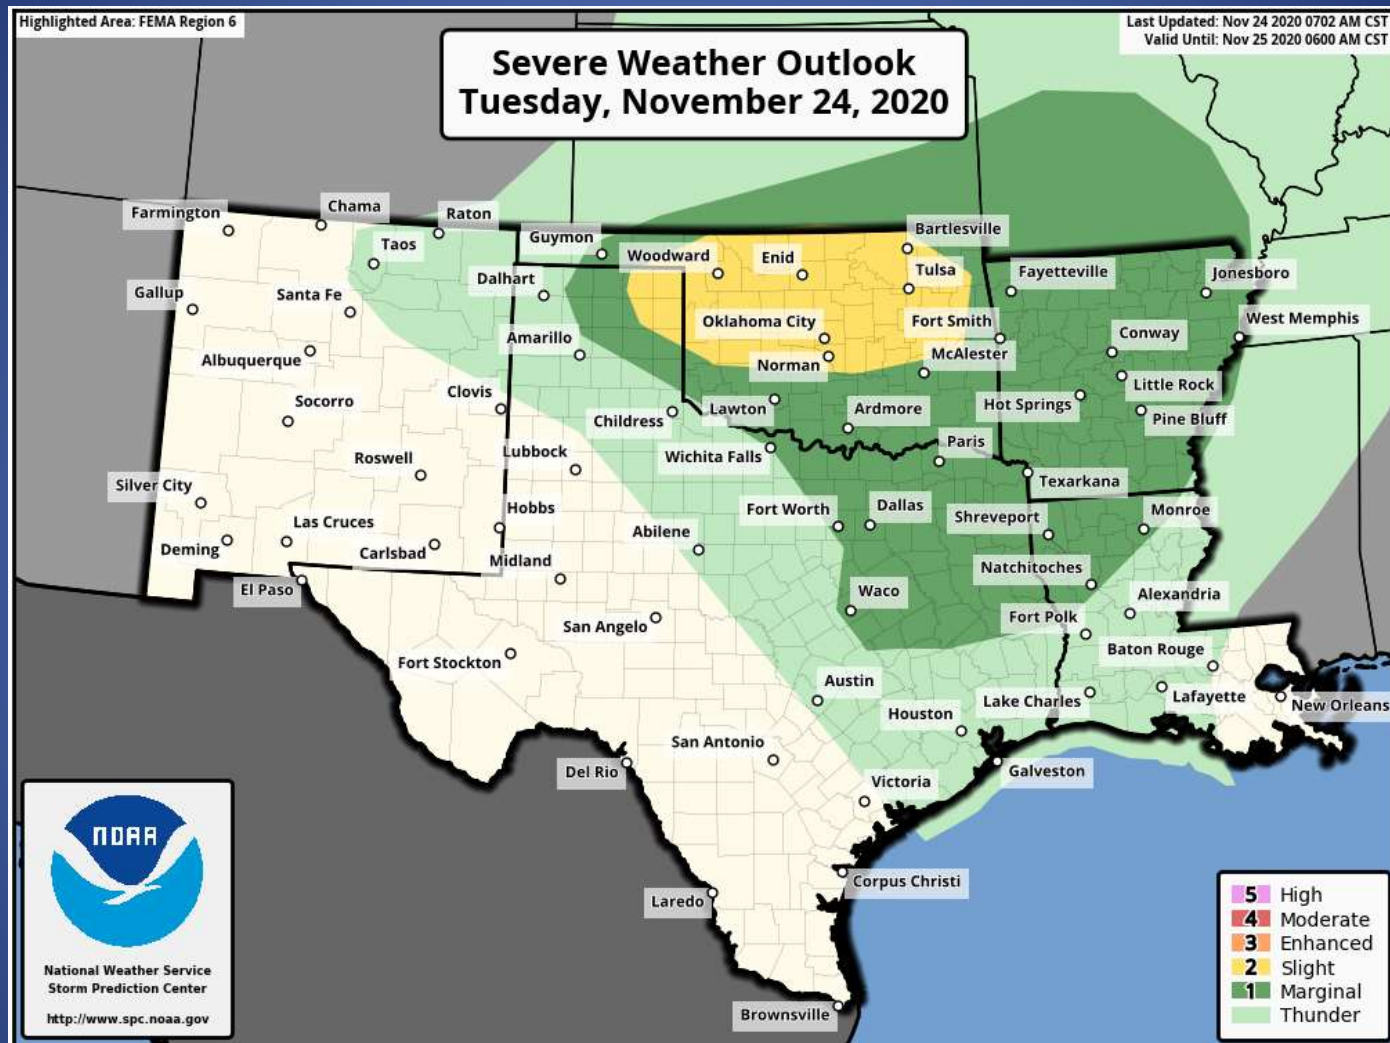 Highlighted Area: FEMA Region 6
Last Updated: Nov 24 2020 0702 AM CST
Valid Until: Nov 25 2020 0600 AM CST
Severe Weather Outlook
Tuesday, November 24, 2020
Farmington
Chama
Raton
Taos
Guymon
Woodward
Enid
Bartlesville
Tulsa
Fayetteville
Jonesboro
Gallup
Santa Fe
Dalhart
Oklahoma City
Fort Smith
West Memphis
Albuquerque
Amarillo
Norman
McAlester
Conway
Little Rock
Socorro
Clovis
Childress
Lawton
Ardmore
Hot Springs
Pine Bluff
Roswell
Lubbock
Wichita Falls
Paris
Texarkana
Silver City
Las Cruces
Hobbs
Abilene
Fort Worth
Dallas
Shreveport
Monroe
Deming
Carlsbad
Midland
Natchitoches
El Paso
San Angelo
Waco
Fort Polk
Alexandria
Fort Stockton
Austin
Baton Rouge
Houston
Lake Charles
Lafayette
New Orleans
San Antonio
Del Rio
Victoria
Galveston
Laredo
Corpus Christi
Brownsville
NOAA
National Weather Service
Storm Prediction Center
http://www.spc.noaa.gov
5 High
4 Moderate
3 Enhanced
2 Slight
1 Marginal
Thunder